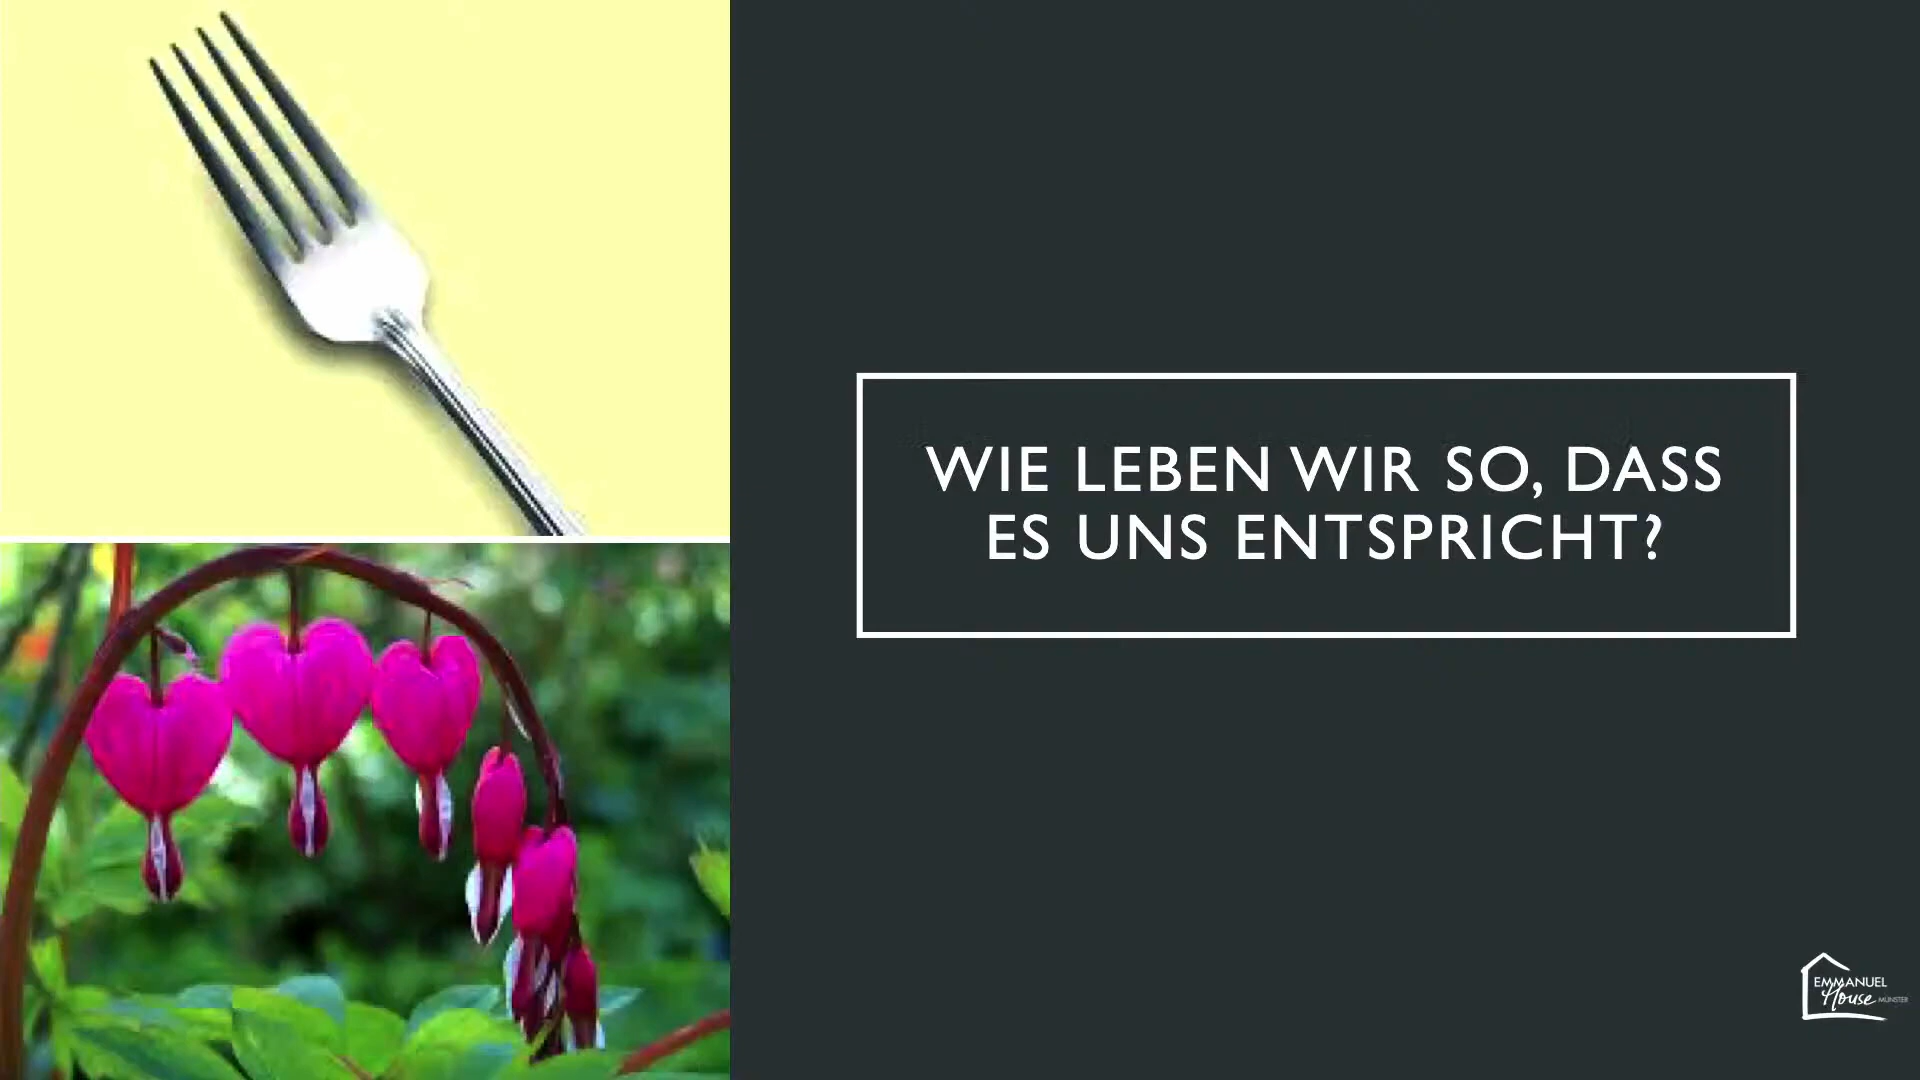 WIE LEBEN WIR SO, DASS
ES UNS ENTSPRICHT?
EMMANUEL
House MÜNSTER